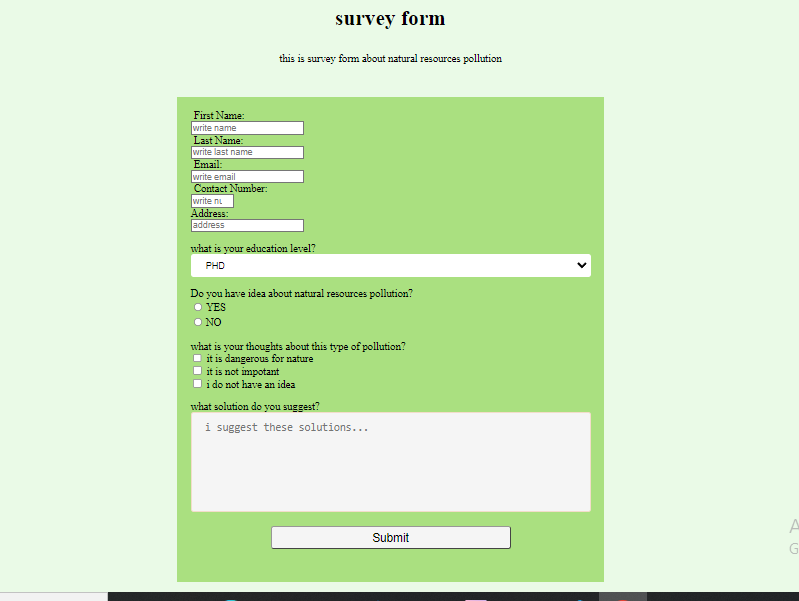 survey form
this is survey form about natural resources pollution
First Name:
write name
Last Name:
write last name
Email:
write email
Contact Number:
write nu
Address:
address
what is your education level?
PHD
Do you have idea about natural resources pollution?
YES
NO
what is your thoughts about this type of pollution?
it is dangerous for nature
it is not impotant
i do not have an idea
what solution do you suggest?
i suggest these solutions...
Submit
A
G